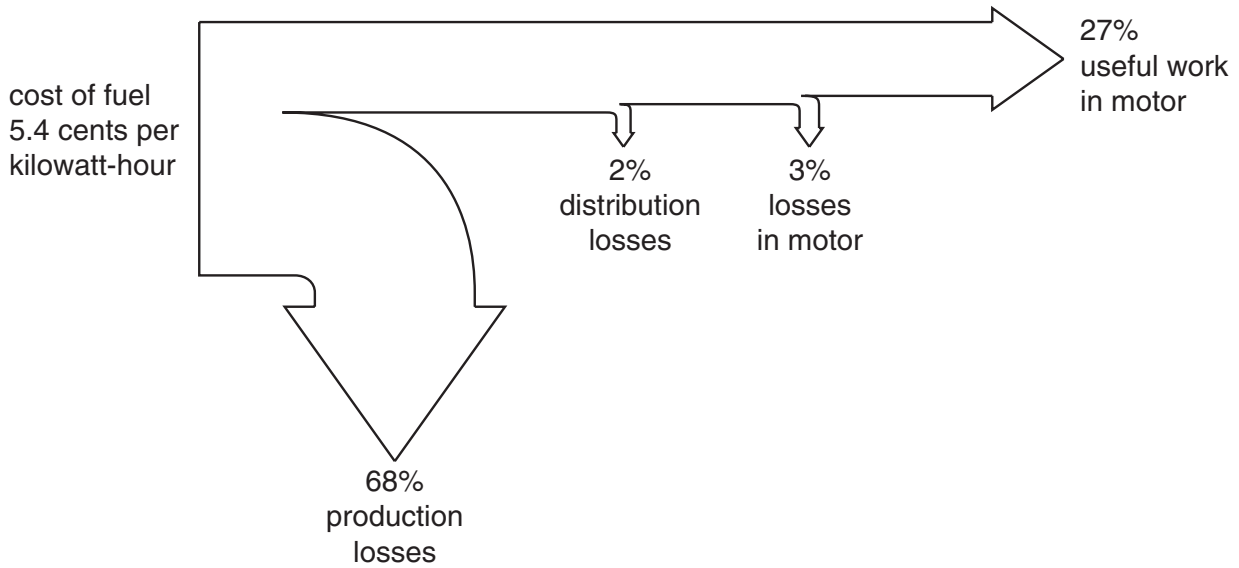 27%
useful work
in motor
cost of fuel
5.4 cents per
kilowatt-hour
2%
distribution
losses
3%
losses
in motor
68%
production
losses